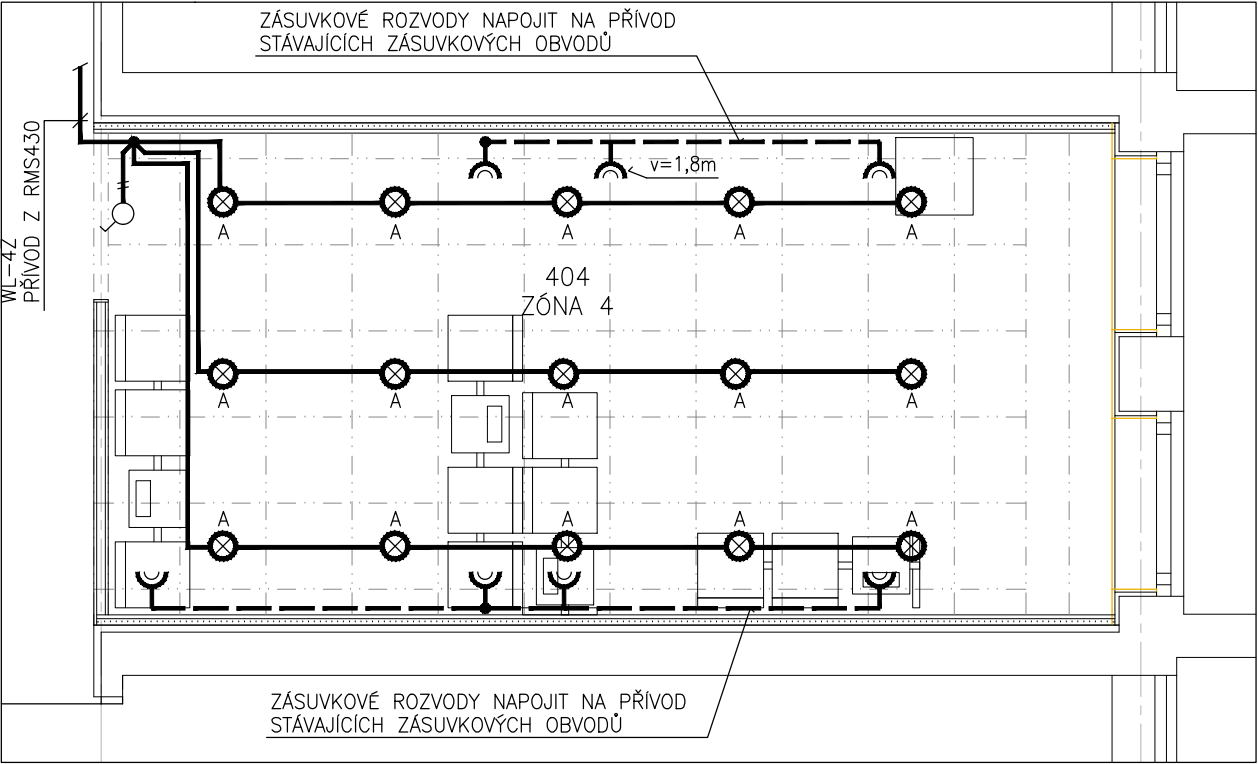 ZÁSUVKOVÉ ROZVODY NAPOJIT NA PŘÍVOD
STÁVAJÍCÍCH ZÁSUVKOVÝCH OBVODŮ
WL-4Z
PŘÍVOD Z RMS430
v=1,8m
A A A A A
404
ZÓNA 4
A A A A A
A A A A A
ZÁSUVKOVÉ ROZVODY NAPOJIT NA PŘÍVOD
STÁVAJÍCÍCH ZÁSUVKOVÝCH OBVODŮ